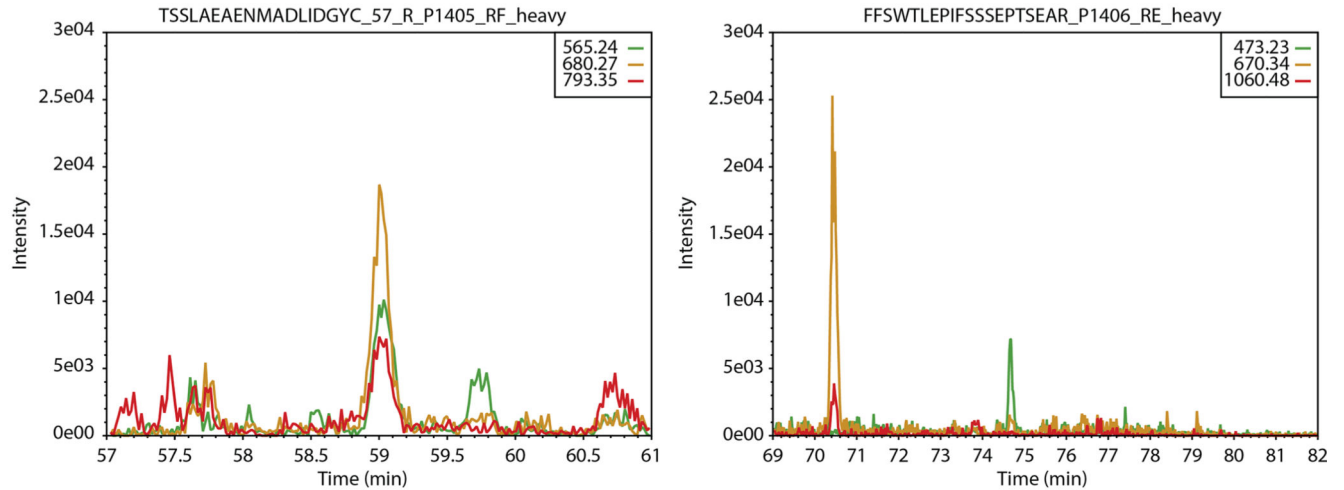 TSSLAEAENMADLIDGYC_57_R_P1405_RF_heavy
3e04
2.5e04
2e04
1.5e04
1e04
5e03
0e00
Intensity
565.24
680.27
793.35
57
57.5
58
58.5
59
59.5
60
60.5
61
Time (min)
FFSWTLEPIFSSSEPTSEAR_P1406_RE_heavy
3e04
2.5e04
2e04
1.5e04
1e04
5e03
0e00
Intensity
473.23
670.34
1060.48
69
70
71
72
73
74
75
76
77
78
79
80
81
82
Time (min)